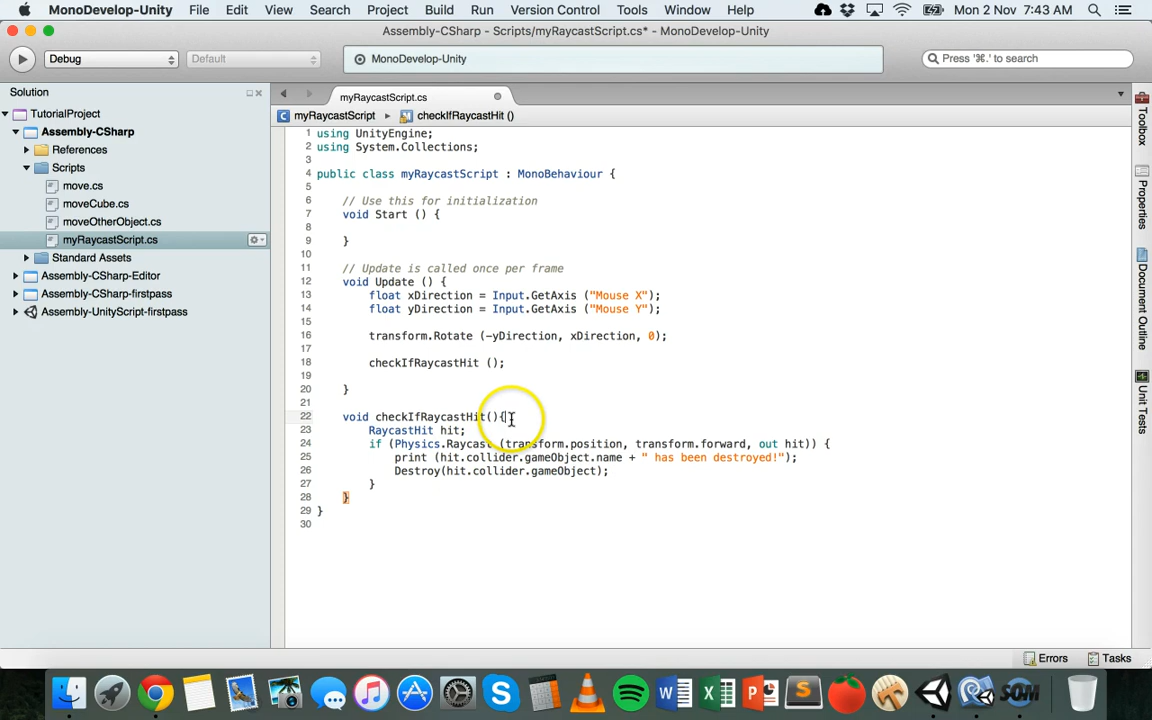 MonoDevelop-Unity File Edit View Search Project Build Run Version Control Tools Window Help Mon 2 Nov 7:43 AM
Assembly-CSharp - Scripts/myRaycastScript.cs* - MonoDevelop-Unity
Debug Default MonoDevelop-Unity Press '⌘.' to search
Solution
TutorialProject
Assembly-CSharp
References
Scripts
move.cs
moveCube.cs
moveOtherObject.cs
myRaycastScript.cs
Standard Assets
Assembly-CSharp-Editor
Assembly-CSharp-firstpass
Assembly-UnityScript-firstpass
myRaycastScript.cs
C myRaycastScript ▸ M checkIfRaycastHit ()
1 using UnityEngine;
2 using System.Collections;
3
4 public class myRaycastScript : MonoBehaviour {
5
6 // Use this for initialization
7 void Start () {
8
9 }
10
11 // Update is called once per frame
12 void Update () {
13 float xDirection = Input.GetAxis ("Mouse X");
14 float yDirection = Input.GetAxis ("Mouse Y");
15
16 transform.Rotate (-yDirection, xDirection, 0);
17
18 checkIfRaycastHit ();
19
20 }
21
22 void checkIfRaycastHit(){
23 RaycastHit hit;
24 if (Physics.Raycast (transform.position, transform.forward, out hit)) {
25 print (hit.collider.gameObject.name + " has been destroyed!");
26 Destroy(hit.collider.gameObject);
27 }
28 }
29 }
30
Toolbox
Properties
Document Outline
Unit Tests
Errors Tasks
S W X P S SOM